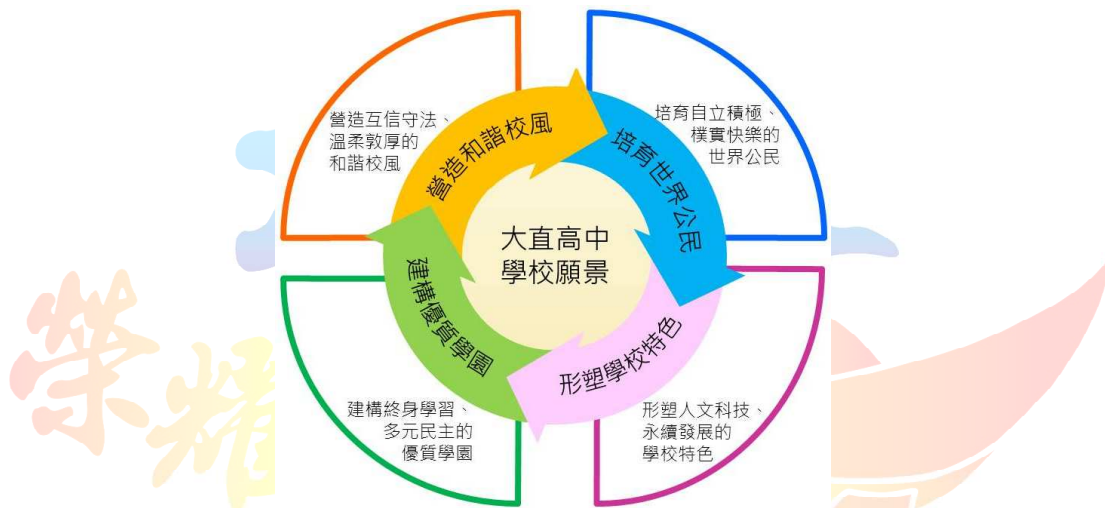 營造互信守法、
溫柔敦厚的
和諧校風
培育自立積極、
樸實快樂的
世界公民
營造和諧校風
培育世界公民
大直高中
學校願景
建構優質學園
形塑學校特色
建構終身學習、
多元民主的
優質學園
形塑人文科技、
永續發展的
學校特色
榮耀